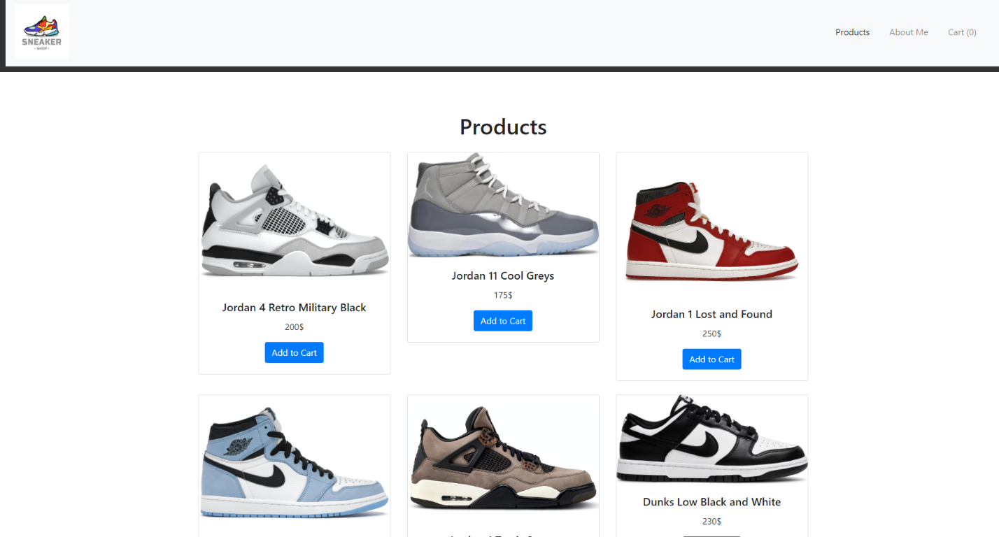 SNEAKER
- SHOP -
Products
About Me
Cart (0)
Products
Jordan 4 Retro Military Black
200$
Add to Cart
Jordan 11 Cool Greys
175$
Add to Cart
Jordan 1 Lost and Found
250$
Add to Cart
Dunks Low Black and White
230$